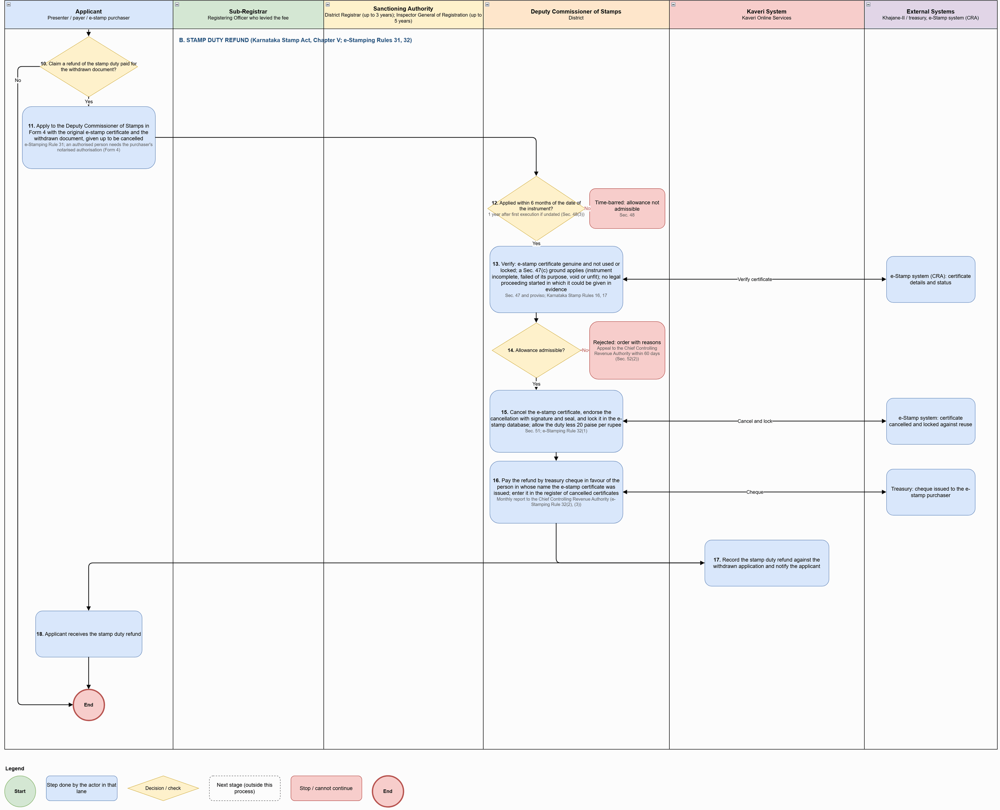 Applicant
Presenter / payer / e-stamp purchaser
Sub-Registrar
Registering Officer who levied the fee
Sanctioning Authority
District Registrar (up to 3 years); Inspector General of Registration (up to
5 years)
Deputy Commissioner of Stamps
District
Kaveri System
Kaveri Online Services
External Systems
Khajane-II / treasury, e-Stamp system (CRA)
B. STAMP DUTY REFUND (Karnataka Stamp Act, Chapter V; e-Stamping Rules 31, 32)
10. Claim a refund of the stamp duty paid for
the withdrawn document?
No
Yes
11. Apply to the Deputy Commissioner of Stamps in
Form 4 with the original e-stamp certificate and the
withdrawn document, given up to be cancelled
e-Stamping Rule 31; an authorised person needs the purchaser's
notarised authorisation (Form 4)
12. Applied within 6 months of the date of
the instrument?
1 year after first execution if undated (Sec. 48(3))
No
Time-barred: allowance not
admissible
Sec. 48
Yes
13. Verify: e-stamp certificate genuine and not used or
locked; a Sec. 47(c) ground applies (instrument
incomplete, failed of its purpose, void or unfit); no legal
proceeding started in which it could be given in
evidence
Sec. 47 and proviso; Karnataka Stamp Rules 16, 17
Verify certificate
e-Stamp system (CRA): certificate
details and status
14. Allowance admissible?
No
Rejected: order with reasons
Appeal to the Chief Controlling
Revenue Authority within 60 days
(Sec. 52(2))
Yes
15. Cancel the e-stamp certificate, endorse the
cancellation with signature and seal, and lock it in the e-
stamp database; allow the duty less 20 paise per rupee
Sec. 51; e-Stamping Rule 32(1)
Cancel and lock
e-Stamp system: certificate
cancelled and locked against reuse
16. Pay the refund by treasury cheque in favour of the
person in whose name the e-stamp certificate was
issued; enter it in the register of cancelled certificates
Monthly report to the Chief Controlling Revenue Authority (e-
Stamping Rule 32(2), (3))
Cheque
Treasury: cheque issued to the e-
stamp purchaser
17. Record the stamp duty refund against the
withdrawn application and notify the applicant
18. Applicant receives the stamp duty refund
End
Legend
Start
Step done by the actor in that
lane
Decision / check
Next stage (outside this
process)
Stop / cannot continue
End